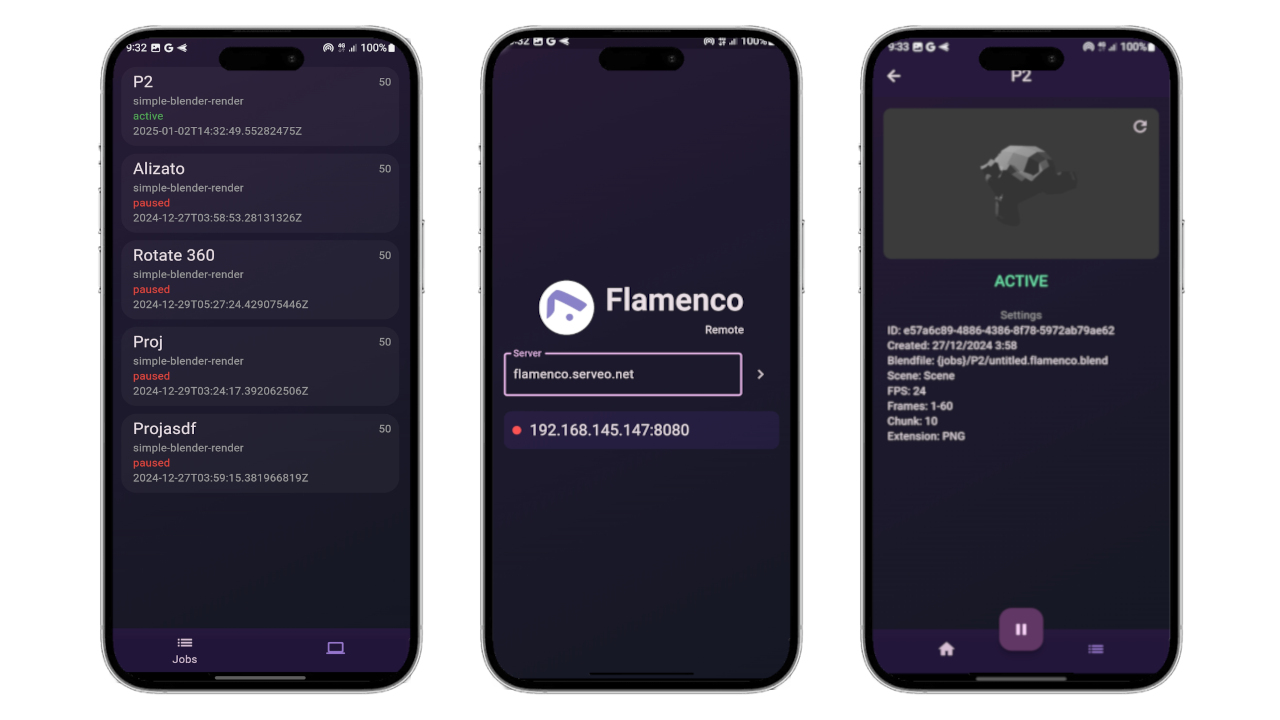 9:32 G 100%
P2 50
simple-blender-render
active
2025-01-02T14:32:49.55282475Z
Alizato 50
simple-blender-render
paused
2024-12-27T03:58:53.28131326Z
Rotate 360 50
simple-blender-render
paused
2024-12-29T05:27:24.429075446Z
Proj 50
simple-blender-render
paused
2024-12-29T03:24:17.392062506Z
Projasdf 50
simple-blender-render
paused
2024-12-27T03:59:15.381966819Z
Jobs
:32 G 100%
Flamenco
Remote
Server
flamenco.serveo.net
192.168.145.147:8080
9:33 G 100%
P2
ACTIVE
Settings
ID: e57a6c89-4886-4386-8f78-5972ab79ae62
Created: 27/12/2024 3:58
Blendfile: {jobs}/P2/untitled.flamenco.blend
Scene: Scene
FPS: 24
Frames: 1-60
Chunk: 10
Extension: PNG